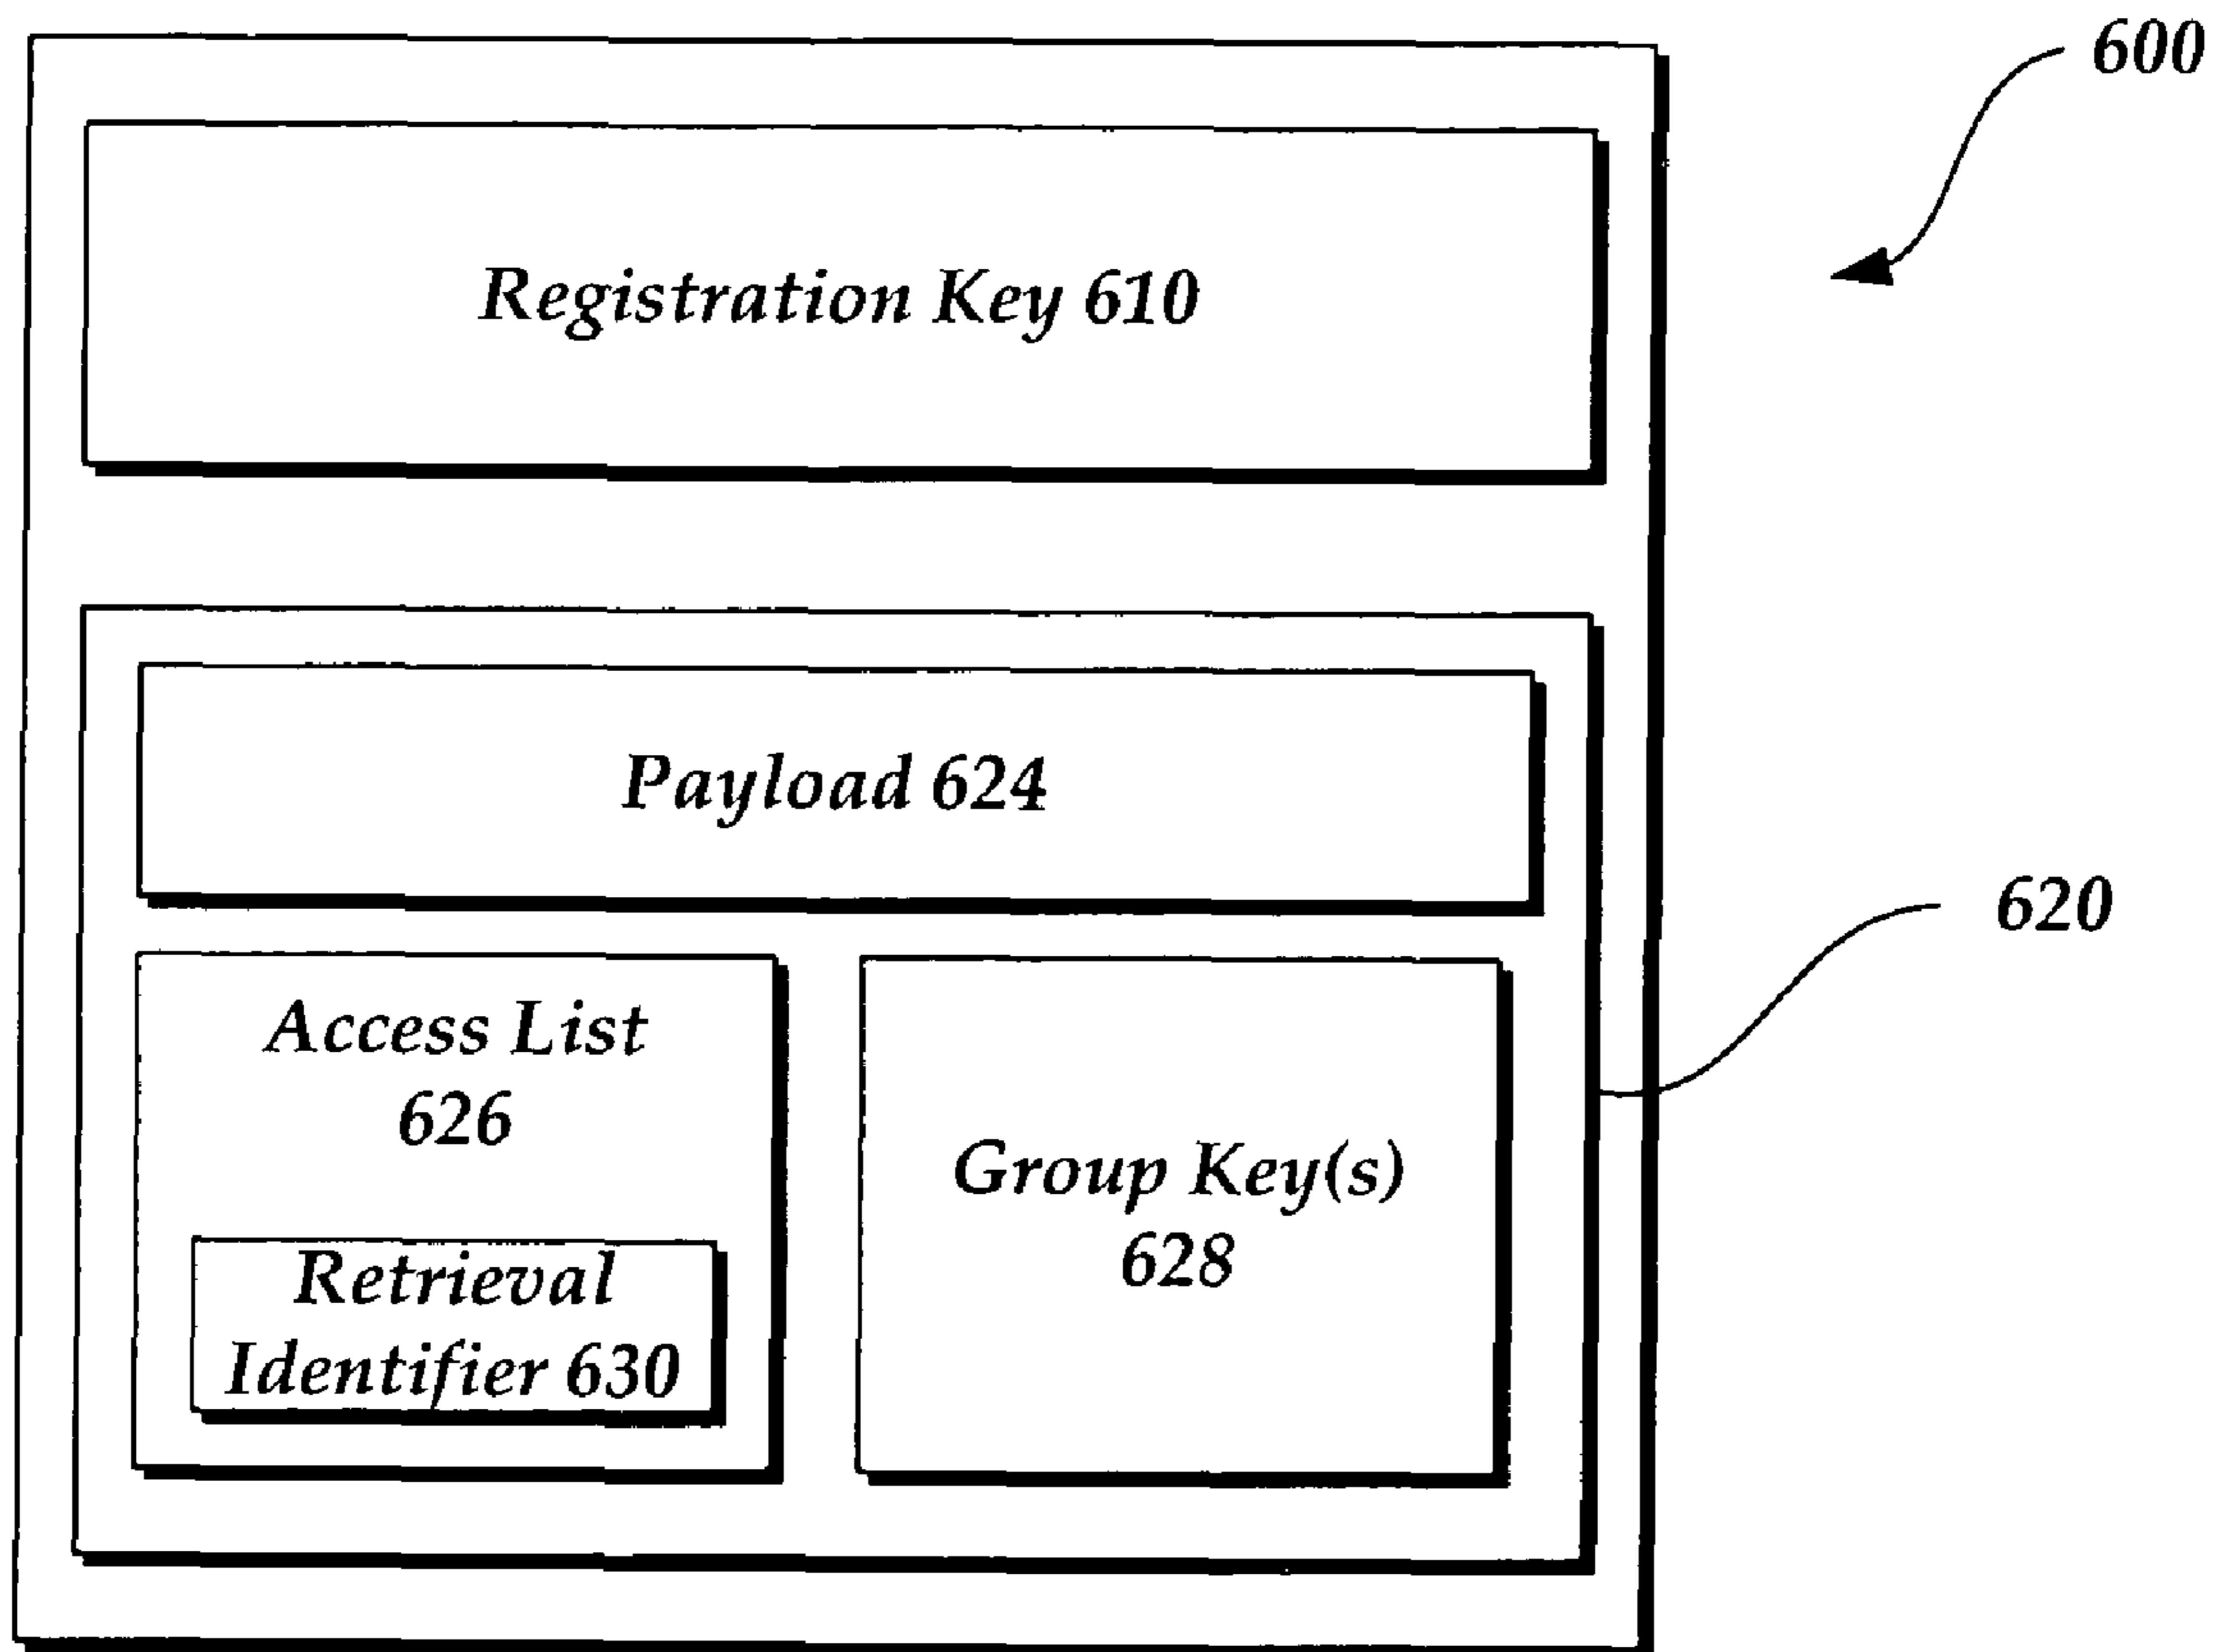 600
Registration Key 610
Payload 624
620
Access List
626
Group Key(s)
628
Retrieval
Identifier 630